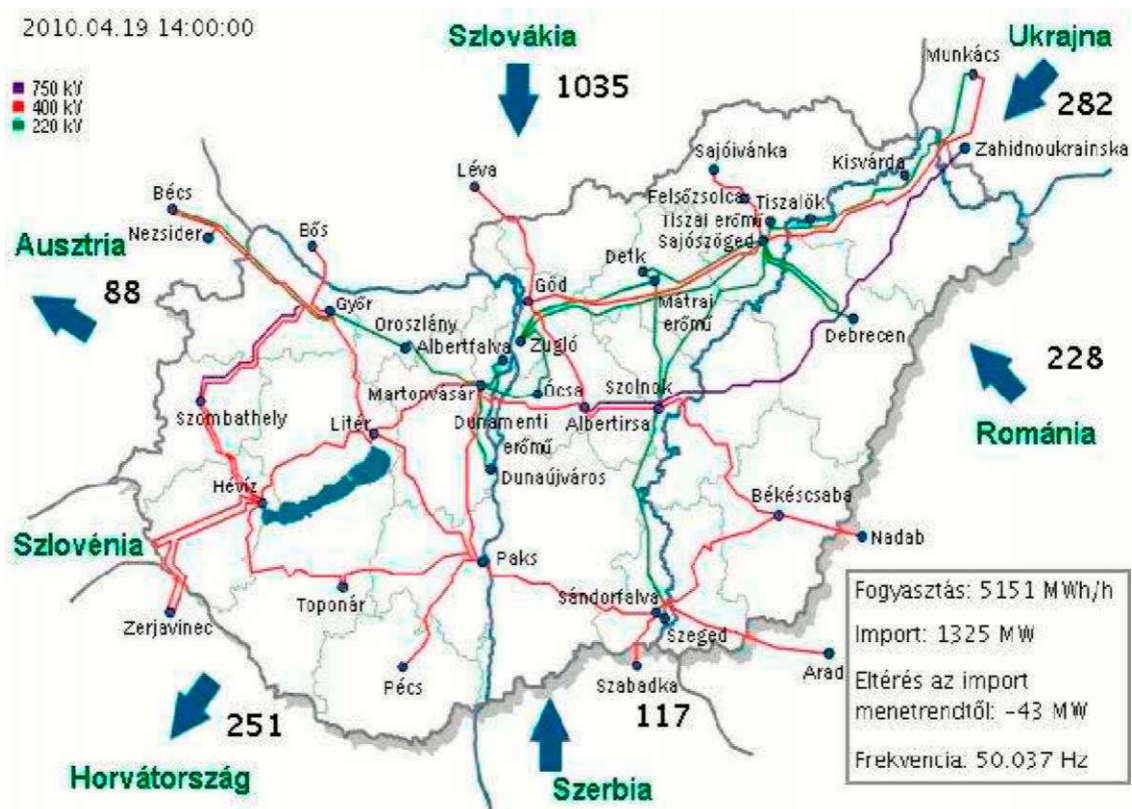 2010.04.19 14:00:00
750 kV
400 kV
220 kV
Szlovákia
1035
Ukrajna
282
Munkács
Zahidnoukrainska
Kisvárda
Sajóivánka
Felsőzsolca
Tiszalök
Tiszai erőmű
Sajószöged
Léva
Bécs
Nezsider
Bős
Ausztria
88
Győr
Göd
Detk
Mátrai
erőmű
Debrecen
Oroszlány
Albertfalva
Zugló
228
Románia
Martonvásár
Ócsa
Szolnok
Szombathely
Litér
Dunamenti
erőmű
Albertirsa
Dunaújváros
Hévíz
Békéscsaba
Nadab
Szlovénia
Paks
Toponár
Sándorfalva
Szeged
Zerjavinec
Pécs
Szabadka
Arad
251
117
Horvátország
Szerbia
Fogyasztás: 5151 MWh/h
Import: 1325 MW
Eltérés az import
menetrendtől: -43 MW
Frekvencia: 50.037 Hz